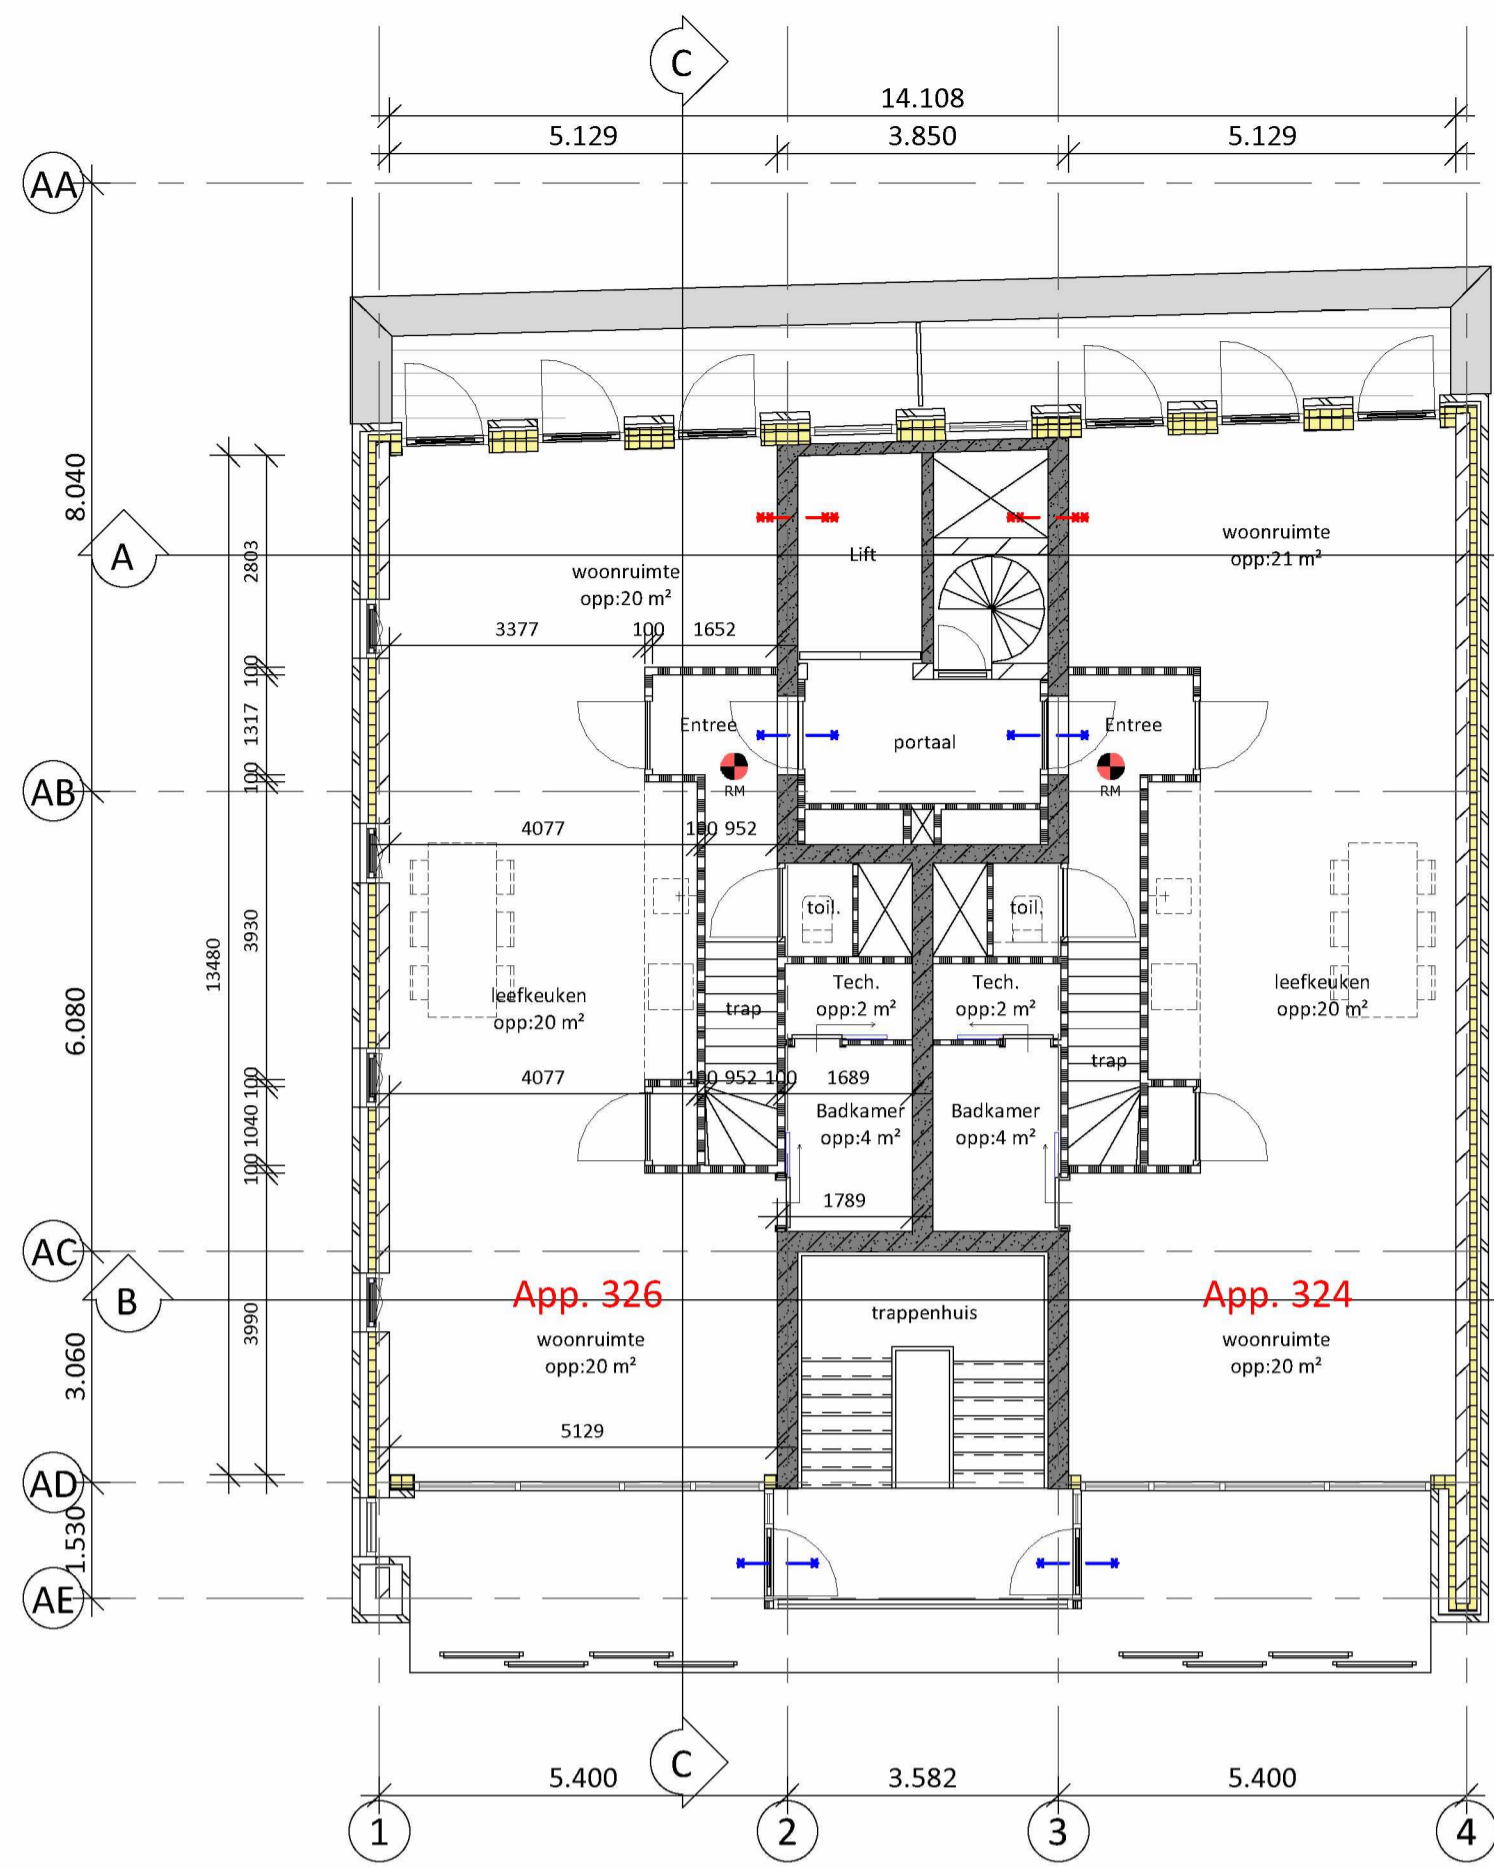 C
14.108
5.129
3.850
5.129
AA
8.040
A
2803
woonruimte
opp:20 m²
Lift
woonruimte
opp:21 m²
3377
100
1652
100
1317
100
Entree
portaal
Entree
RM
RM
AB
4077
100
952
13480
3930
toil.
toil.
leefkeuken
opp:20 m²
Tech.
opp:2 m²
Tech.
opp:2 m²
leefkeuken
opp:20 m²
trap
trap
6.080
4077
100
952
100
1689
100
1040
100
Badkamer
opp:4 m²
Badkamer
opp:4 m²
1789
AC
B
App. 326
App. 324
trappenhuis
woonruimte
opp:20 m²
woonruimte
opp:20 m²
3990
3.060
5129
AD
1.530
AE
C
5.400
3.582
5.400
1
2
3
4